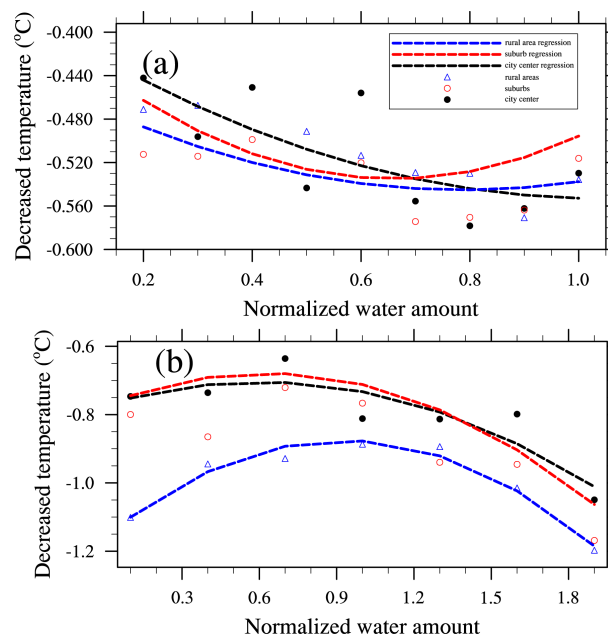 -0.400
-0.440
-0.480
-0.520
-0.560
-0.600
Decreased temperature (°C)
(a)
rural area regression
suburb regression
city center regression
rural areas
suburbs
city center
0.2 0.4 0.6 0.8 1.0
Normalized water amount
-0.6
-0.8
-1.0
-1.2
Decreased temperature (°C)
(b)
0.3 0.6 0.9 1.2 1.5 1.8
Normalized water amount